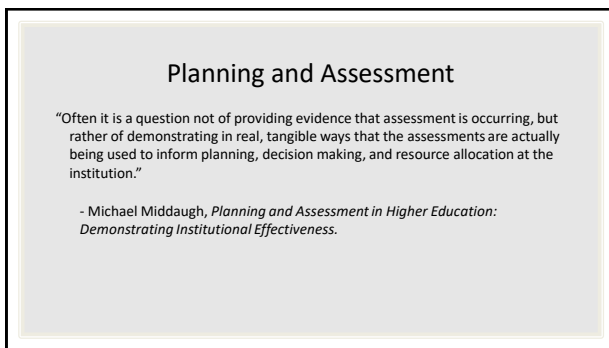 Planning and Assessment
“Often it is a question not of providing evidence that assessment is occurring, but
rather of demonstrating in real, tangible ways that the assessments are actually
being used to inform planning, decision making, and resource allocation at the
institution.”
- Michael Middaugh, Planning and Assessment in Higher Education:
Demonstrating Institutional Effectiveness.